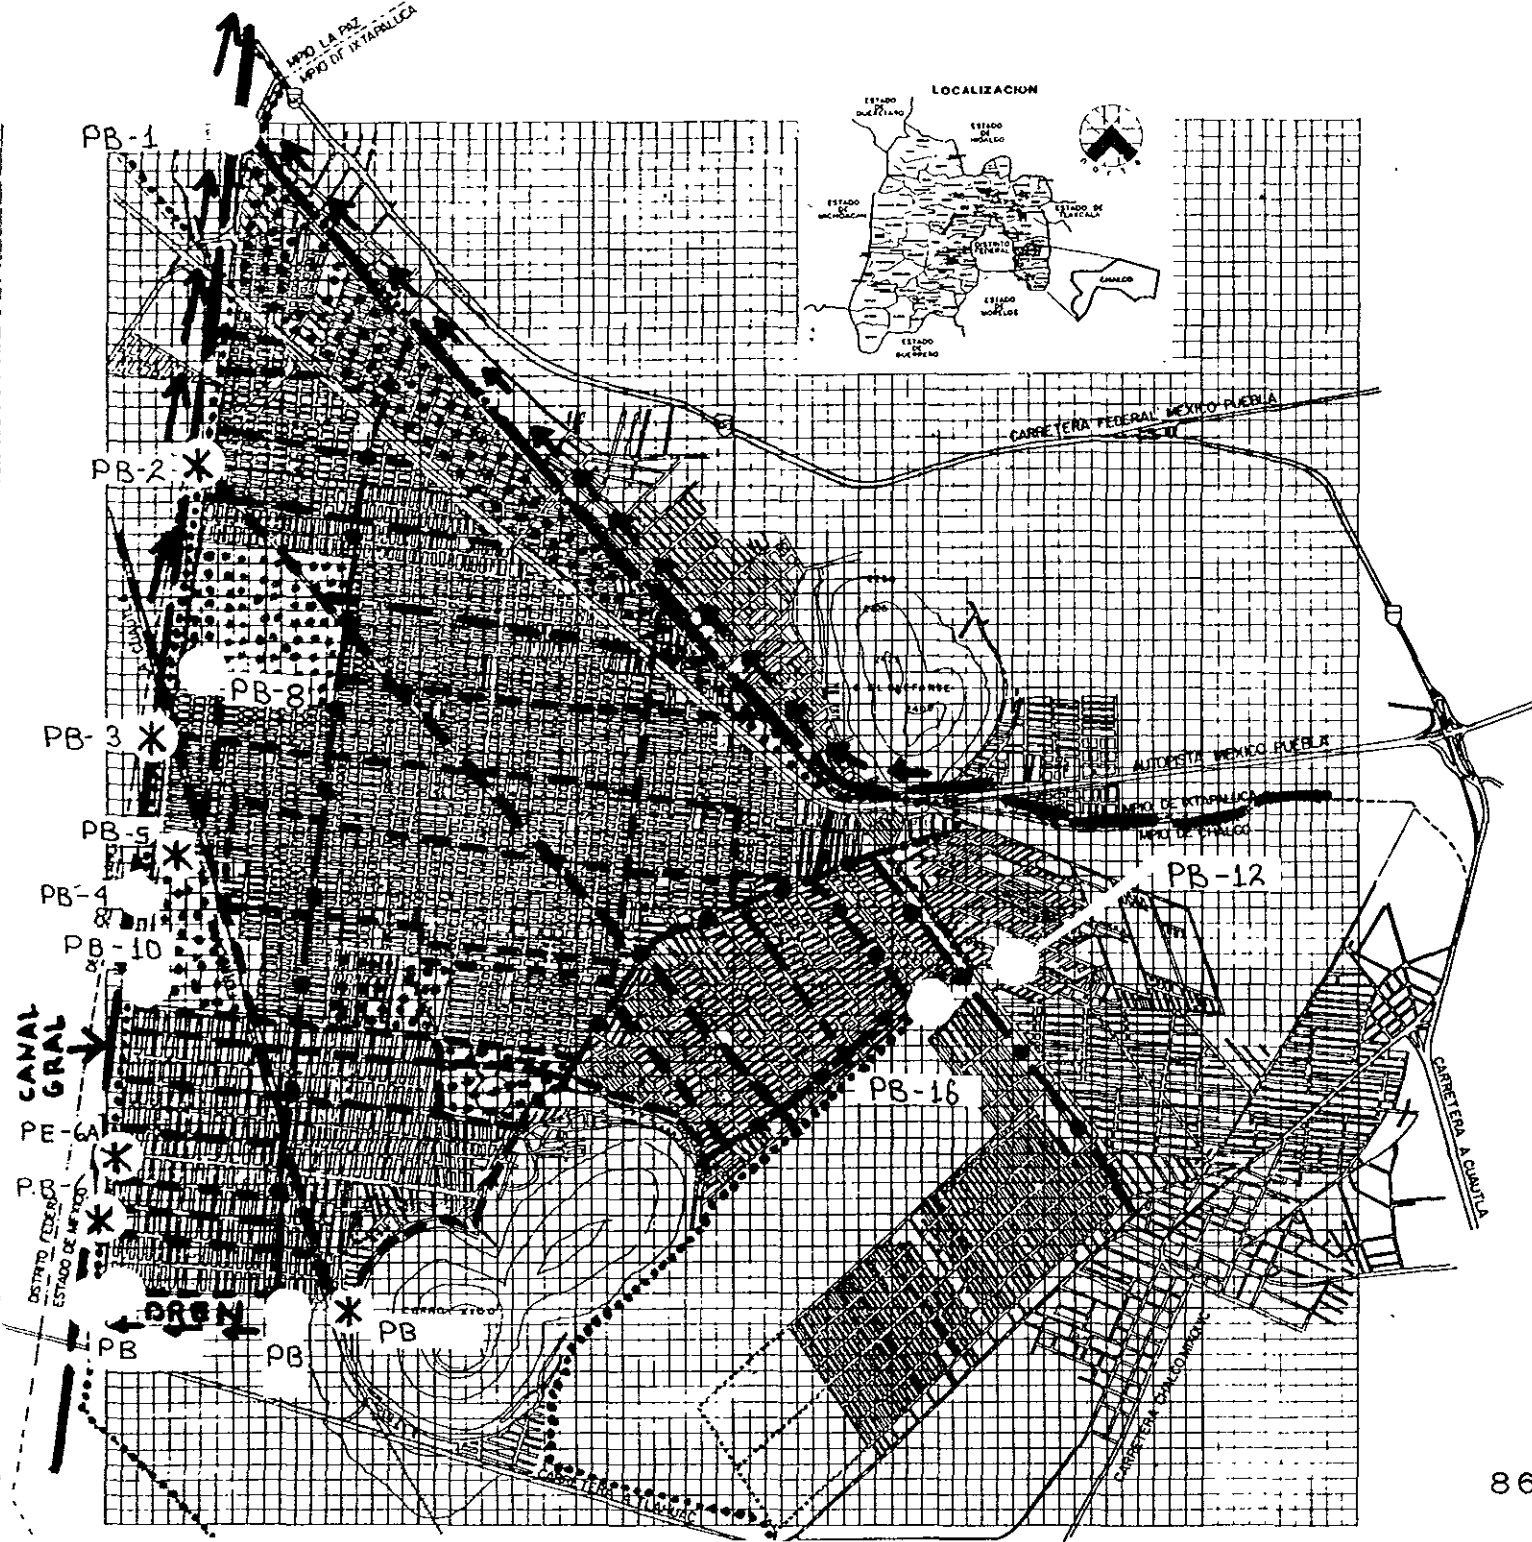 MPIO LA PAZ
MPIO DE IXTAPALUCA
LOCALIZACION
ESTADO
DE
QUERETARO
ESTADO
DE
HIDALGO
ESTADO
DE
MICHOACAN
ESTADO DE
TLAXCALA
DISTRITO
FEDERAL
CHALCO
ESTADO
DE
MORELOS
ESTADO
DE
GUERRERO
PB-1
CARRETERA FEDERAL MEXICO PUEBLA
PB-2
PB-8
PB-3
AUTOPISTA MEXICO PUEBLA
MPIO DE IXTAPALUCA
MPIO DE CHALCO
PB-5
PB-12
PB-4
PB-10
CANAL
GRAL
PB-16
PE-6A
P.B-6
CARRETERA A CUAUTLA
DISTRITO FEDERAL
ESTADO DE MEXICO
DREN
PB
PB
PB
CARRETERA CHALCO MIXQUIC
CARRETERA A TLAHUAC
86